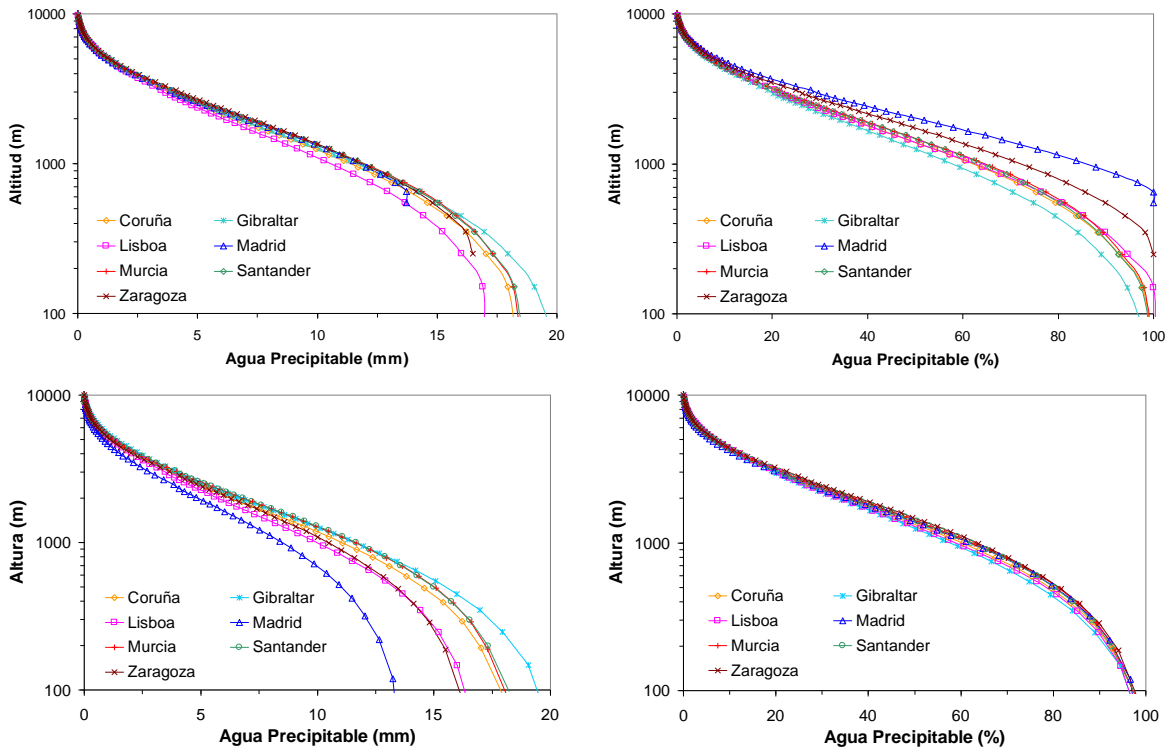 10000
1000
100
Altitud (m)
Coruña Gibraltar
Lisboa Madrid
Murcia Santander
Zaragoza
0 5 10 15 20
Agua Precipitable (mm)
10000
1000
100
Altitud (m)
Coruña Gibraltar
Lisboa Madrid
Murcia Santander
Zaragoza
0 20 40 60 80 100
Agua Precipitable (%)
10000
1000
100
Altura (m)
Coruña Gibraltar
Lisboa Madrid
Murcia Santander
Zaragoza
0 5 10 15 20
Agua Precipitable (mm)
10000
1000
100
Altura (m)
Coruña Gibraltar
Lisboa Madrid
Murcia Santander
Zaragoza
0 20 40 60 80 100
Agua Precipitable (%)